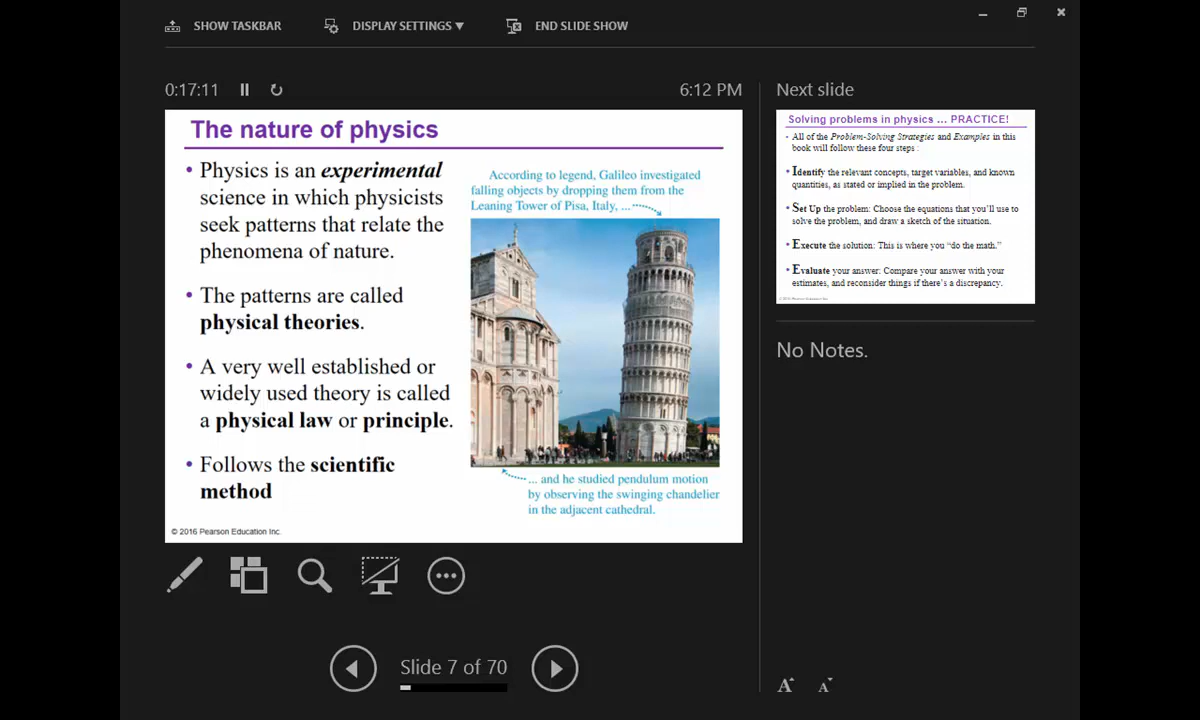 SHOW TASKBAR
DISPLAY SETTINGS
END SLIDE SHOW
0:17:11
6:12 PM
The nature of physics
• Physics is an experimental
science in which physicists
seek patterns that relate the
phenomena of nature.
• The patterns are called
physical theories.
• A very well established or
widely used theory is called
a physical law or principle.
• Follows the scientific
method
According to legend, Galileo investigated
falling objects by dropping them from the
Leaning Tower of Pisa, Italy, ...
... and he studied pendulum motion
by observing the swinging chandelier
in the adjacent cathedral.
© 2016 Pearson Education Inc.
Slide 7 of 70
Next slide
Solving problems in physics ... PRACTICE!
• All of the Problem-Solving Strategies and Examples in this
book will follow these four steps :
• Identify the relevant concepts, target variables, and known
quantities, as stated or implied in the problem.
• Set Up the problem: Choose the equations that you'll use to
solve the problem, and draw a sketch of the situation.
• Execute the solution: This is where you “do the math.”
• Evaluate your answer: Compare your answer with your
estimates, and reconsider things if there's a discrepancy.
© 2016 Pearson Education Inc.
No Notes.
A A